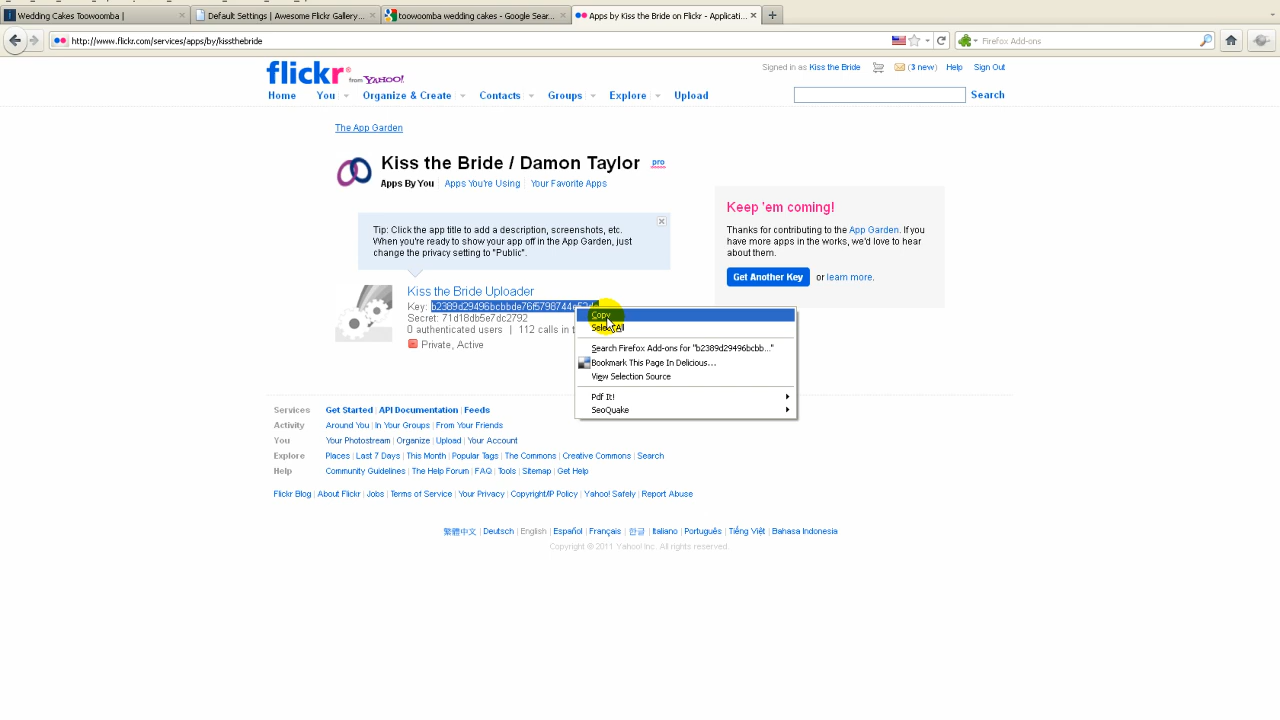 Wedding Cakes Toowoomba | × Default Settings | Awesome Flickr Gallery... × toowoomba wedding cakes - Google Sear... × Apps by Kiss the Bride on Flickr - Applicati... × +
http://www.flickr.com/services/apps/by/kissthebride Firefox Add-ons
flickr from YAHOO! Signed in as Kiss the Bride (3 new) Help Sign Out
Home You Organize & Create Contacts Groups Explore Upload Search
The App Garden
Kiss the Bride / Damon Taylor pro
Apps By You Apps You're Using Your Favorite Apps
Tip: Click the app title to add a description, screenshots, etc.
When you're ready to show your app off in the App Garden, just
change the privacy setting to "Public".
Keep 'em coming!
Thanks for contributing to the App Garden. If you
have more apps in the works, we'd love to hear
about them.
Get Another Key or learn more.
Kiss the Bride Uploader
Key:
Secret: 71d18db5e7dc2792
0 authenticated users | 112 calls in t
Private, Active
Copy
Select All
Search Firefox Add-ons for "b2389d29496bcbb..."
Bookmark This Page In Delicious...
View Selection Source
Pdf It!
SeoQuake
Services Get Started | API Documentation | Feeds
Activity Around You | In Your Groups | From Your Friends
You Your Photostream | Organize | Upload | Your Account
Explore Places | Last 7 Days | This Month | Popular Tags | The Commons | Creative Commons | Search
Help Community Guidelines | The Help Forum | FAQ | Tools | Sitemap | Get Help
Flickr Blog | About Flickr | Jobs | Terms of Service | Your Privacy | Copyright/IP Policy | Yahoo! Safely | Report Abuse
繁體中文 | Deutsch | English | Español | Français | 한글 | Italiano | Português | Tiếng Việt | Bahasa Indonesia
Copyright © 2011 Yahoo! Inc. All rights reserved.